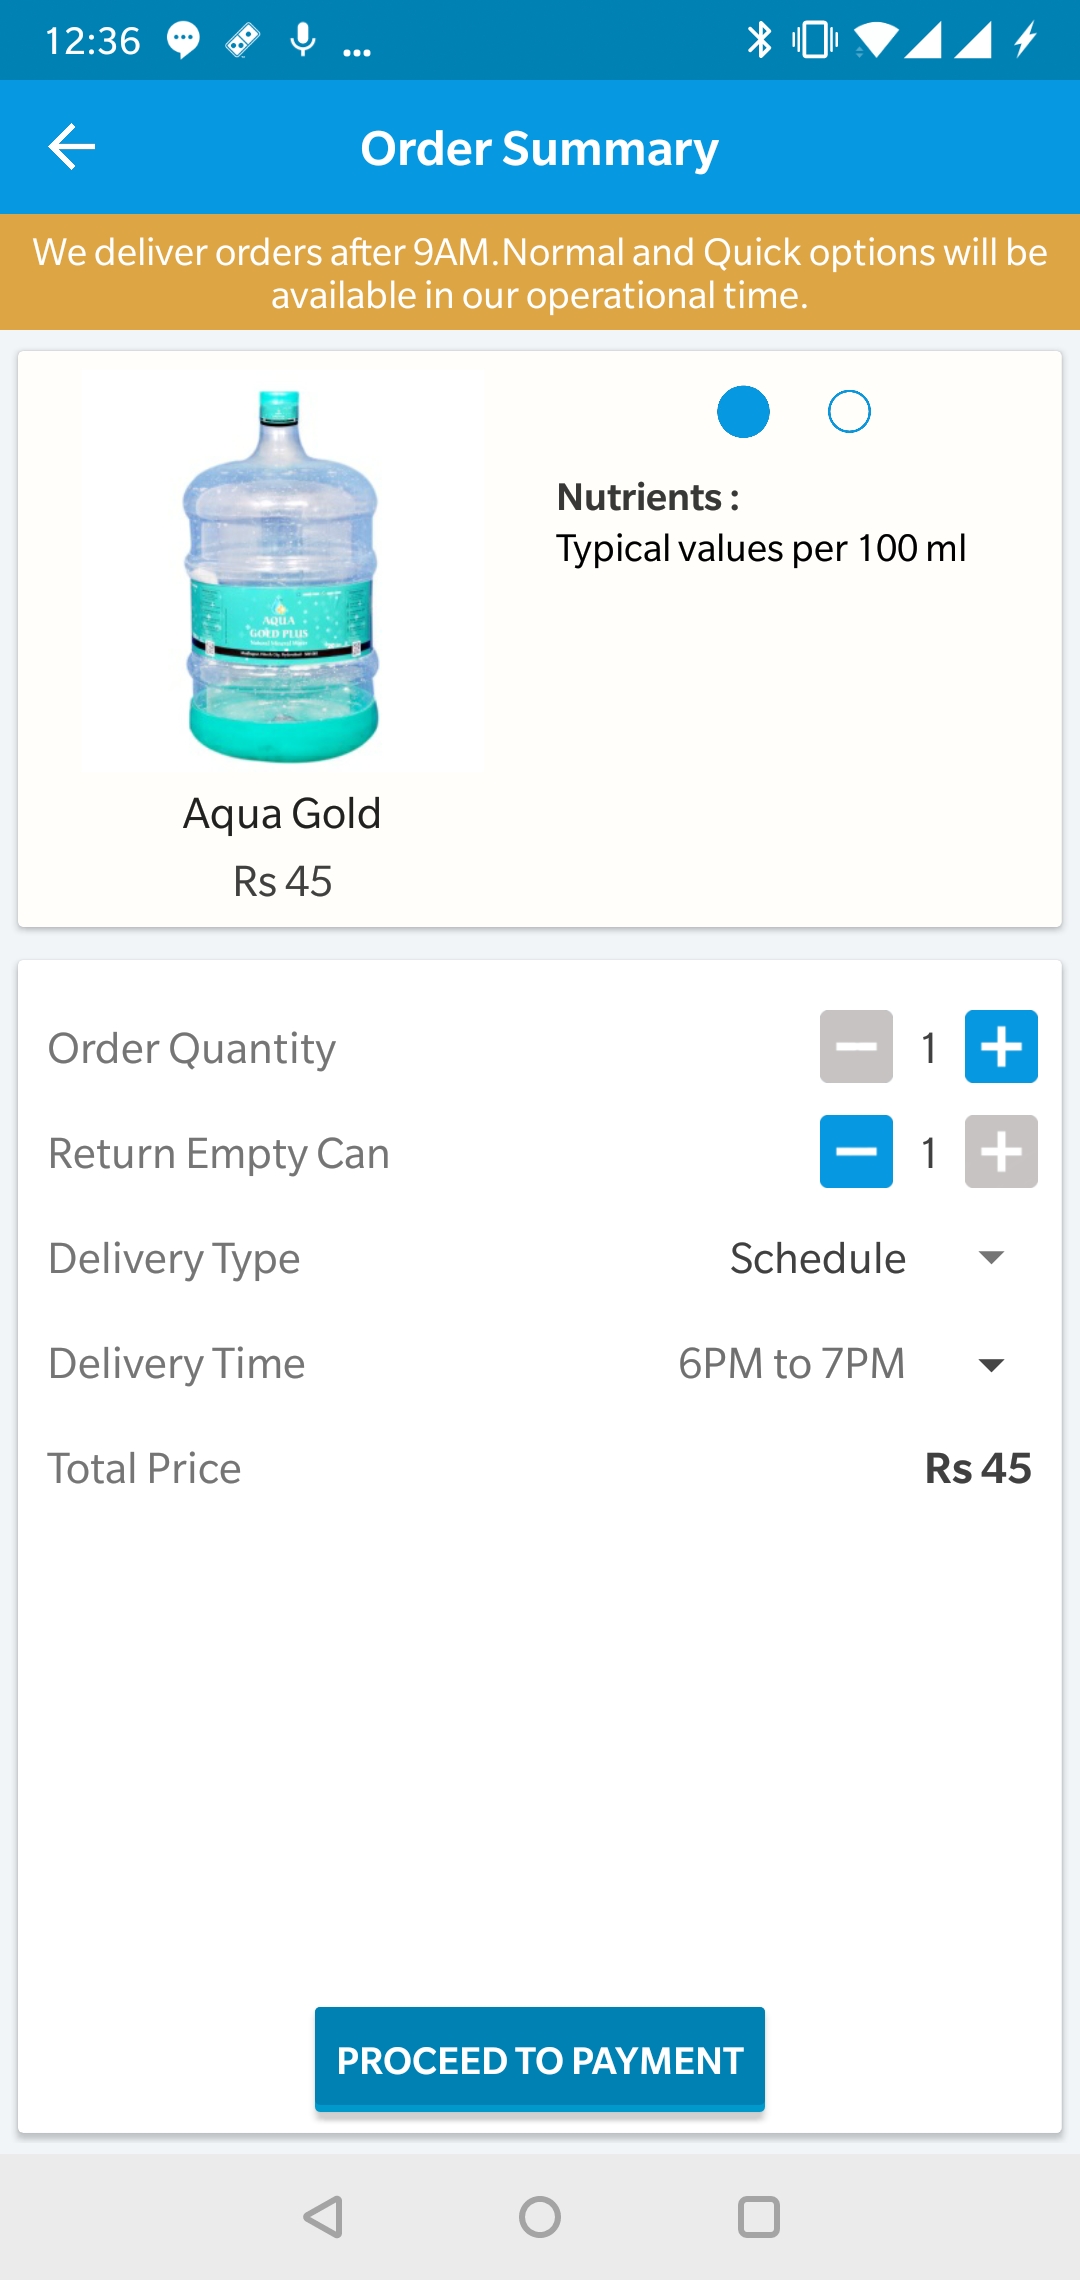 12:36
Order Summary
We deliver orders after 9AM.Normal and Quick options will be
available in our operational time.
Nutrients :
Typical values per 100 ml
AQUA
GOLD PLUS
Aqua Gold
Rs 45
Order Quantity 1
Return Empty Can 1
Delivery Type Schedule
Delivery Time 6PM to 7PM
Total Price Rs 45
PROCEED TO PAYMENT